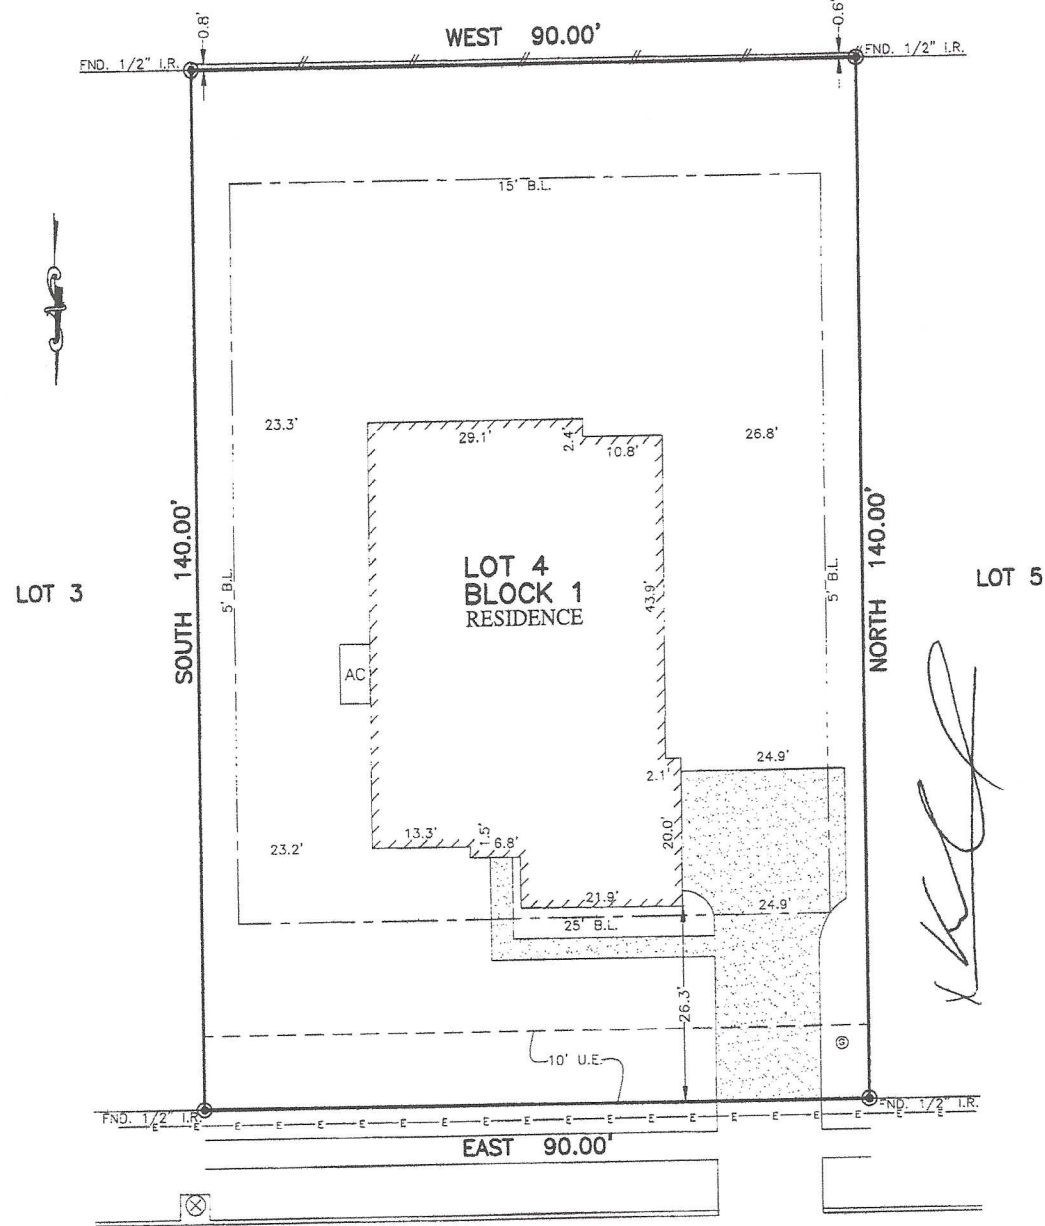 0.8'
0.6'
WEST 90.00'
FND. 1/2" I.R.
FND. 1/2" I.R.
15' B.L.
23.3'
29.1'
2.4'
10.8'
26.8'
SOUTH 140.00'
NORTH 140.00'
LOT 3
5' B.L.
LOT 4
BLOCK 1
RESIDENCE
43.9'
5' B.L.
LOT 5
AC
24.9'
2.1'
13.3'
1.5'
6.8'
20.0'
23.2'
21.9'
24.9'
25' B.L.
26.3'
10' U.E.
S
FND. 1/2" I.R.
FND. 1/2" I.R.
E E E E E E E E E E E E E E E E E E E E
EAST 90.00'